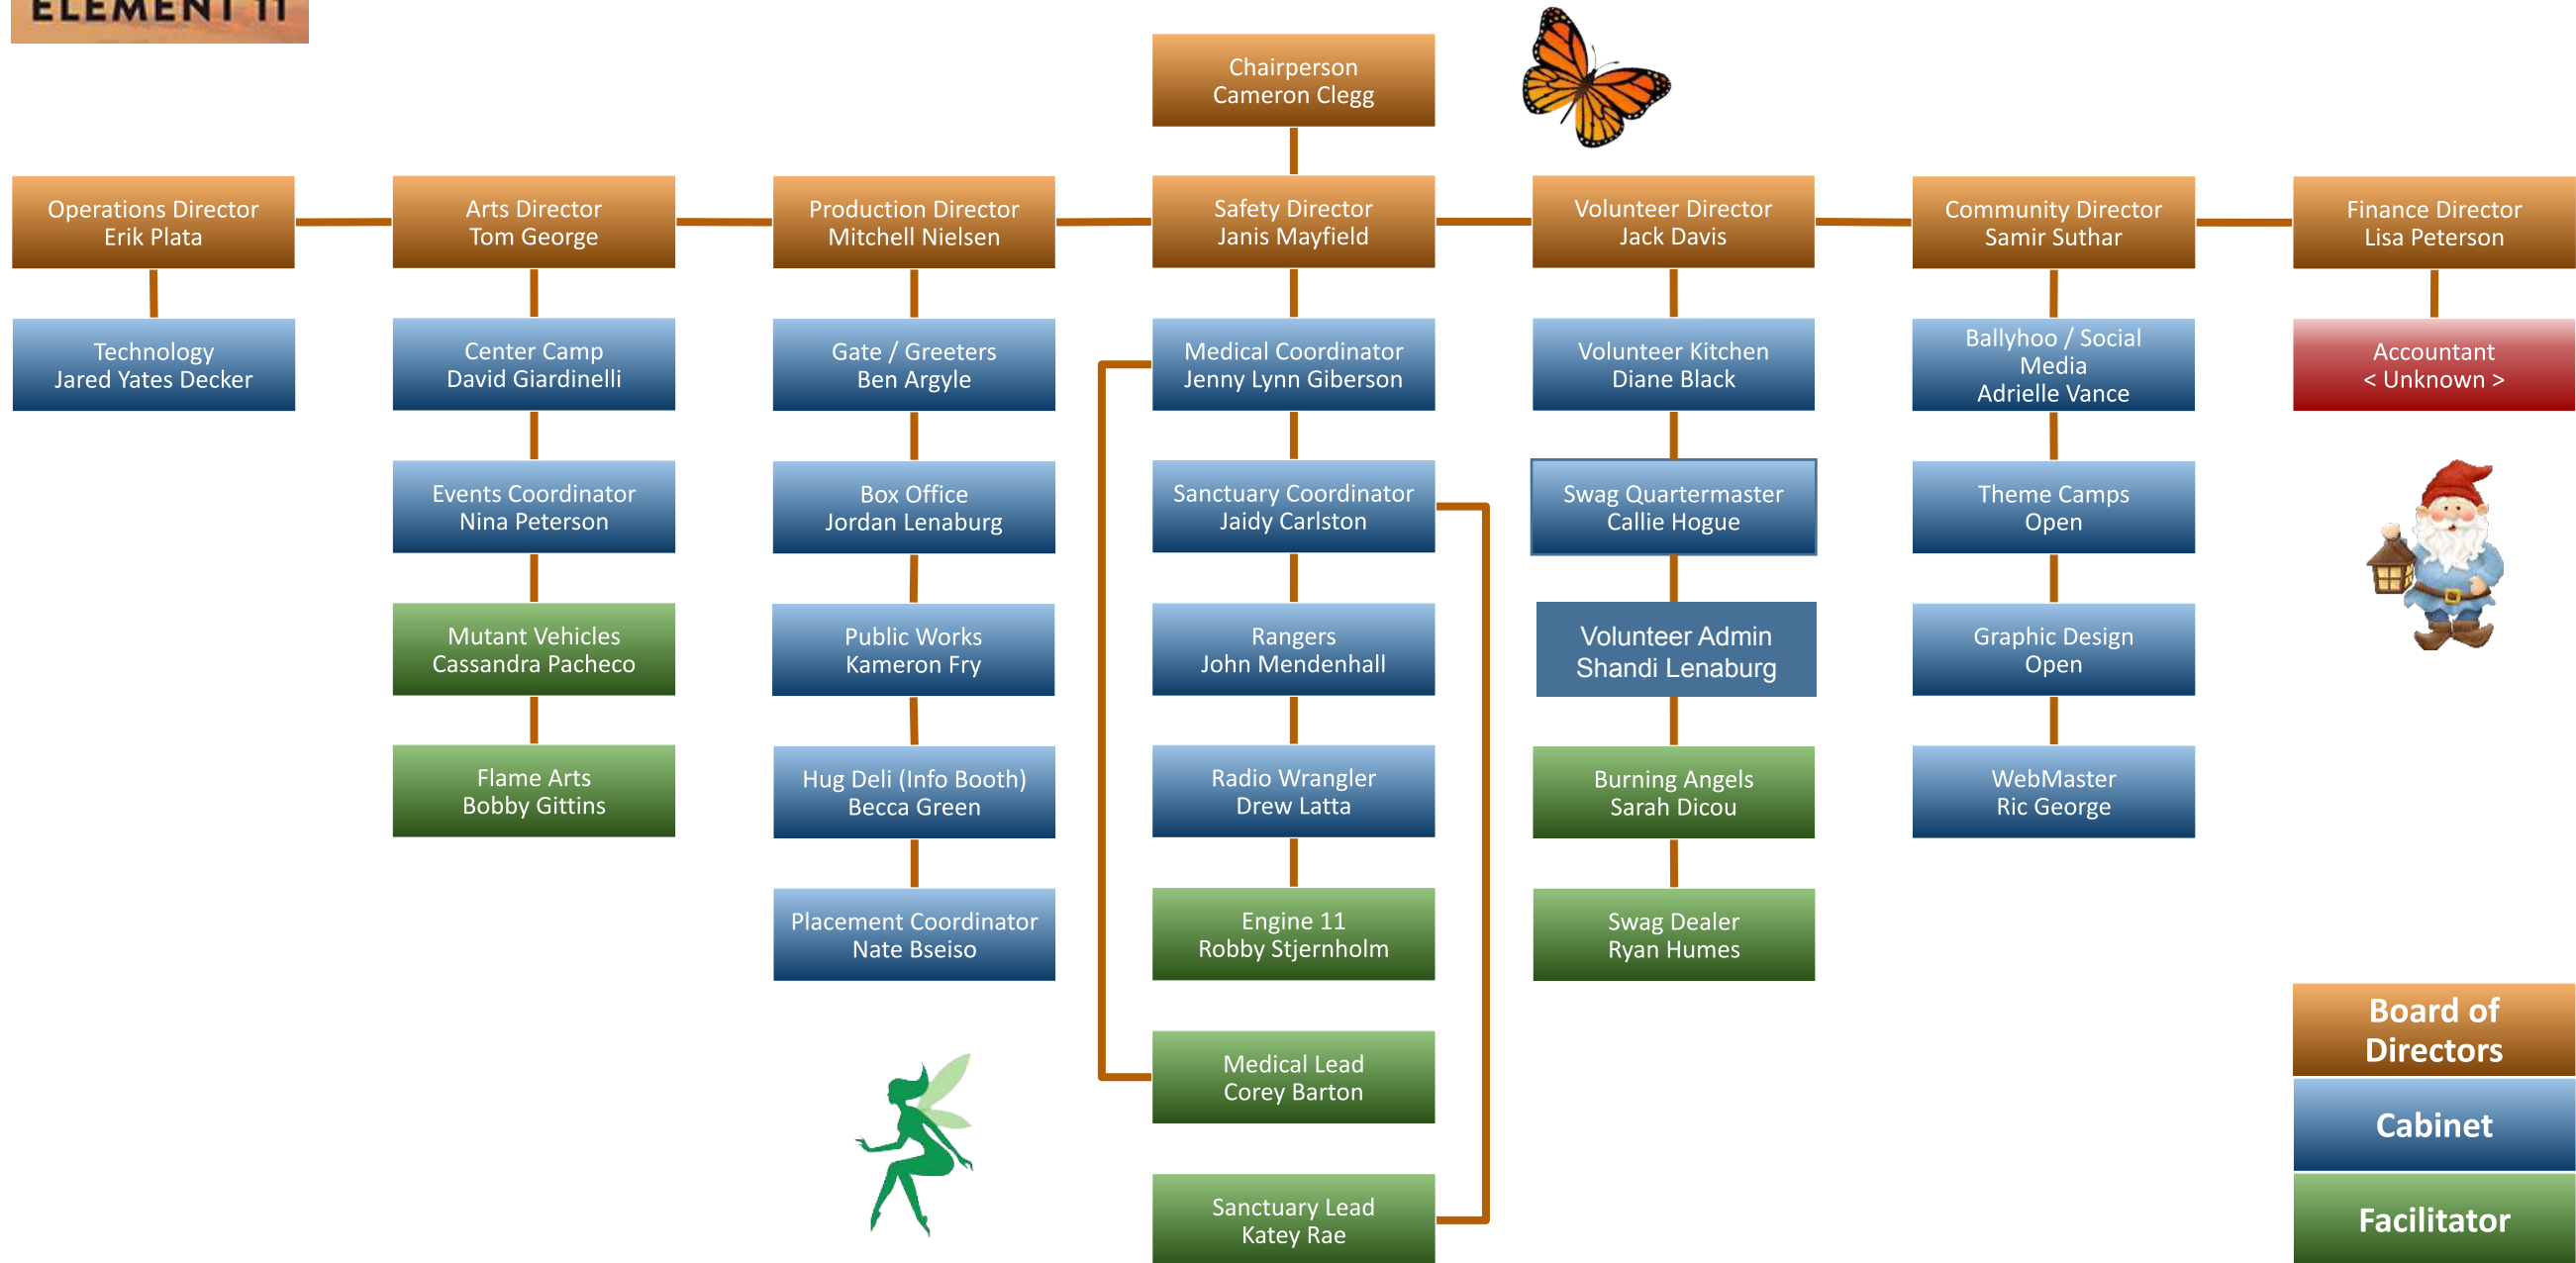 ELEMENT 11
Chairperson
Cameron Clegg
Operations Director
Erik Plata
Arts Director
Tom George
Production Director
Mitchell Nielsen
Safety Director
Janis Mayfield
Volunteer Director
Jack Davis
Community Director
Samir Suthar
Finance Director
Lisa Peterson
Technology
Jared Yates Decker
Center Camp
David Giardinelli
Gate / Greeters
Ben Argyle
Medical Coordinator
Jenny Lynn Giberson
Volunteer Kitchen
Diane Black
Ballyhoo / Social
Media
Adrielle Vance
Accountant
< Unknown >
Events Coordinator
Nina Peterson
Box Office
Jordan Lenaburg
Sanctuary Coordinator
Jaidy Carlston
Swag Quartermaster
Callie Hogue
Theme Camps
Open
Mutant Vehicles
Cassandra Pacheco
Public Works
Kameron Fry
Rangers
John Mendenhall
Volunteer Admin
Shandi Lenaburg
Graphic Design
Open
Flame Arts
Bobby Gittins
Hug Deli (Info Booth)
Becca Green
Radio Wrangler
Drew Latta
Burning Angels
Sarah Dicou
WebMaster
Ric George
Placement Coordinator
Nate Bseiso
Engine 11
Robby Stjernholm
Swag Dealer
Ryan Humes
Medical Lead
Corey Barton
Sanctuary Lead
Katey Rae
Board of
Directors
Cabinet
Facilitator